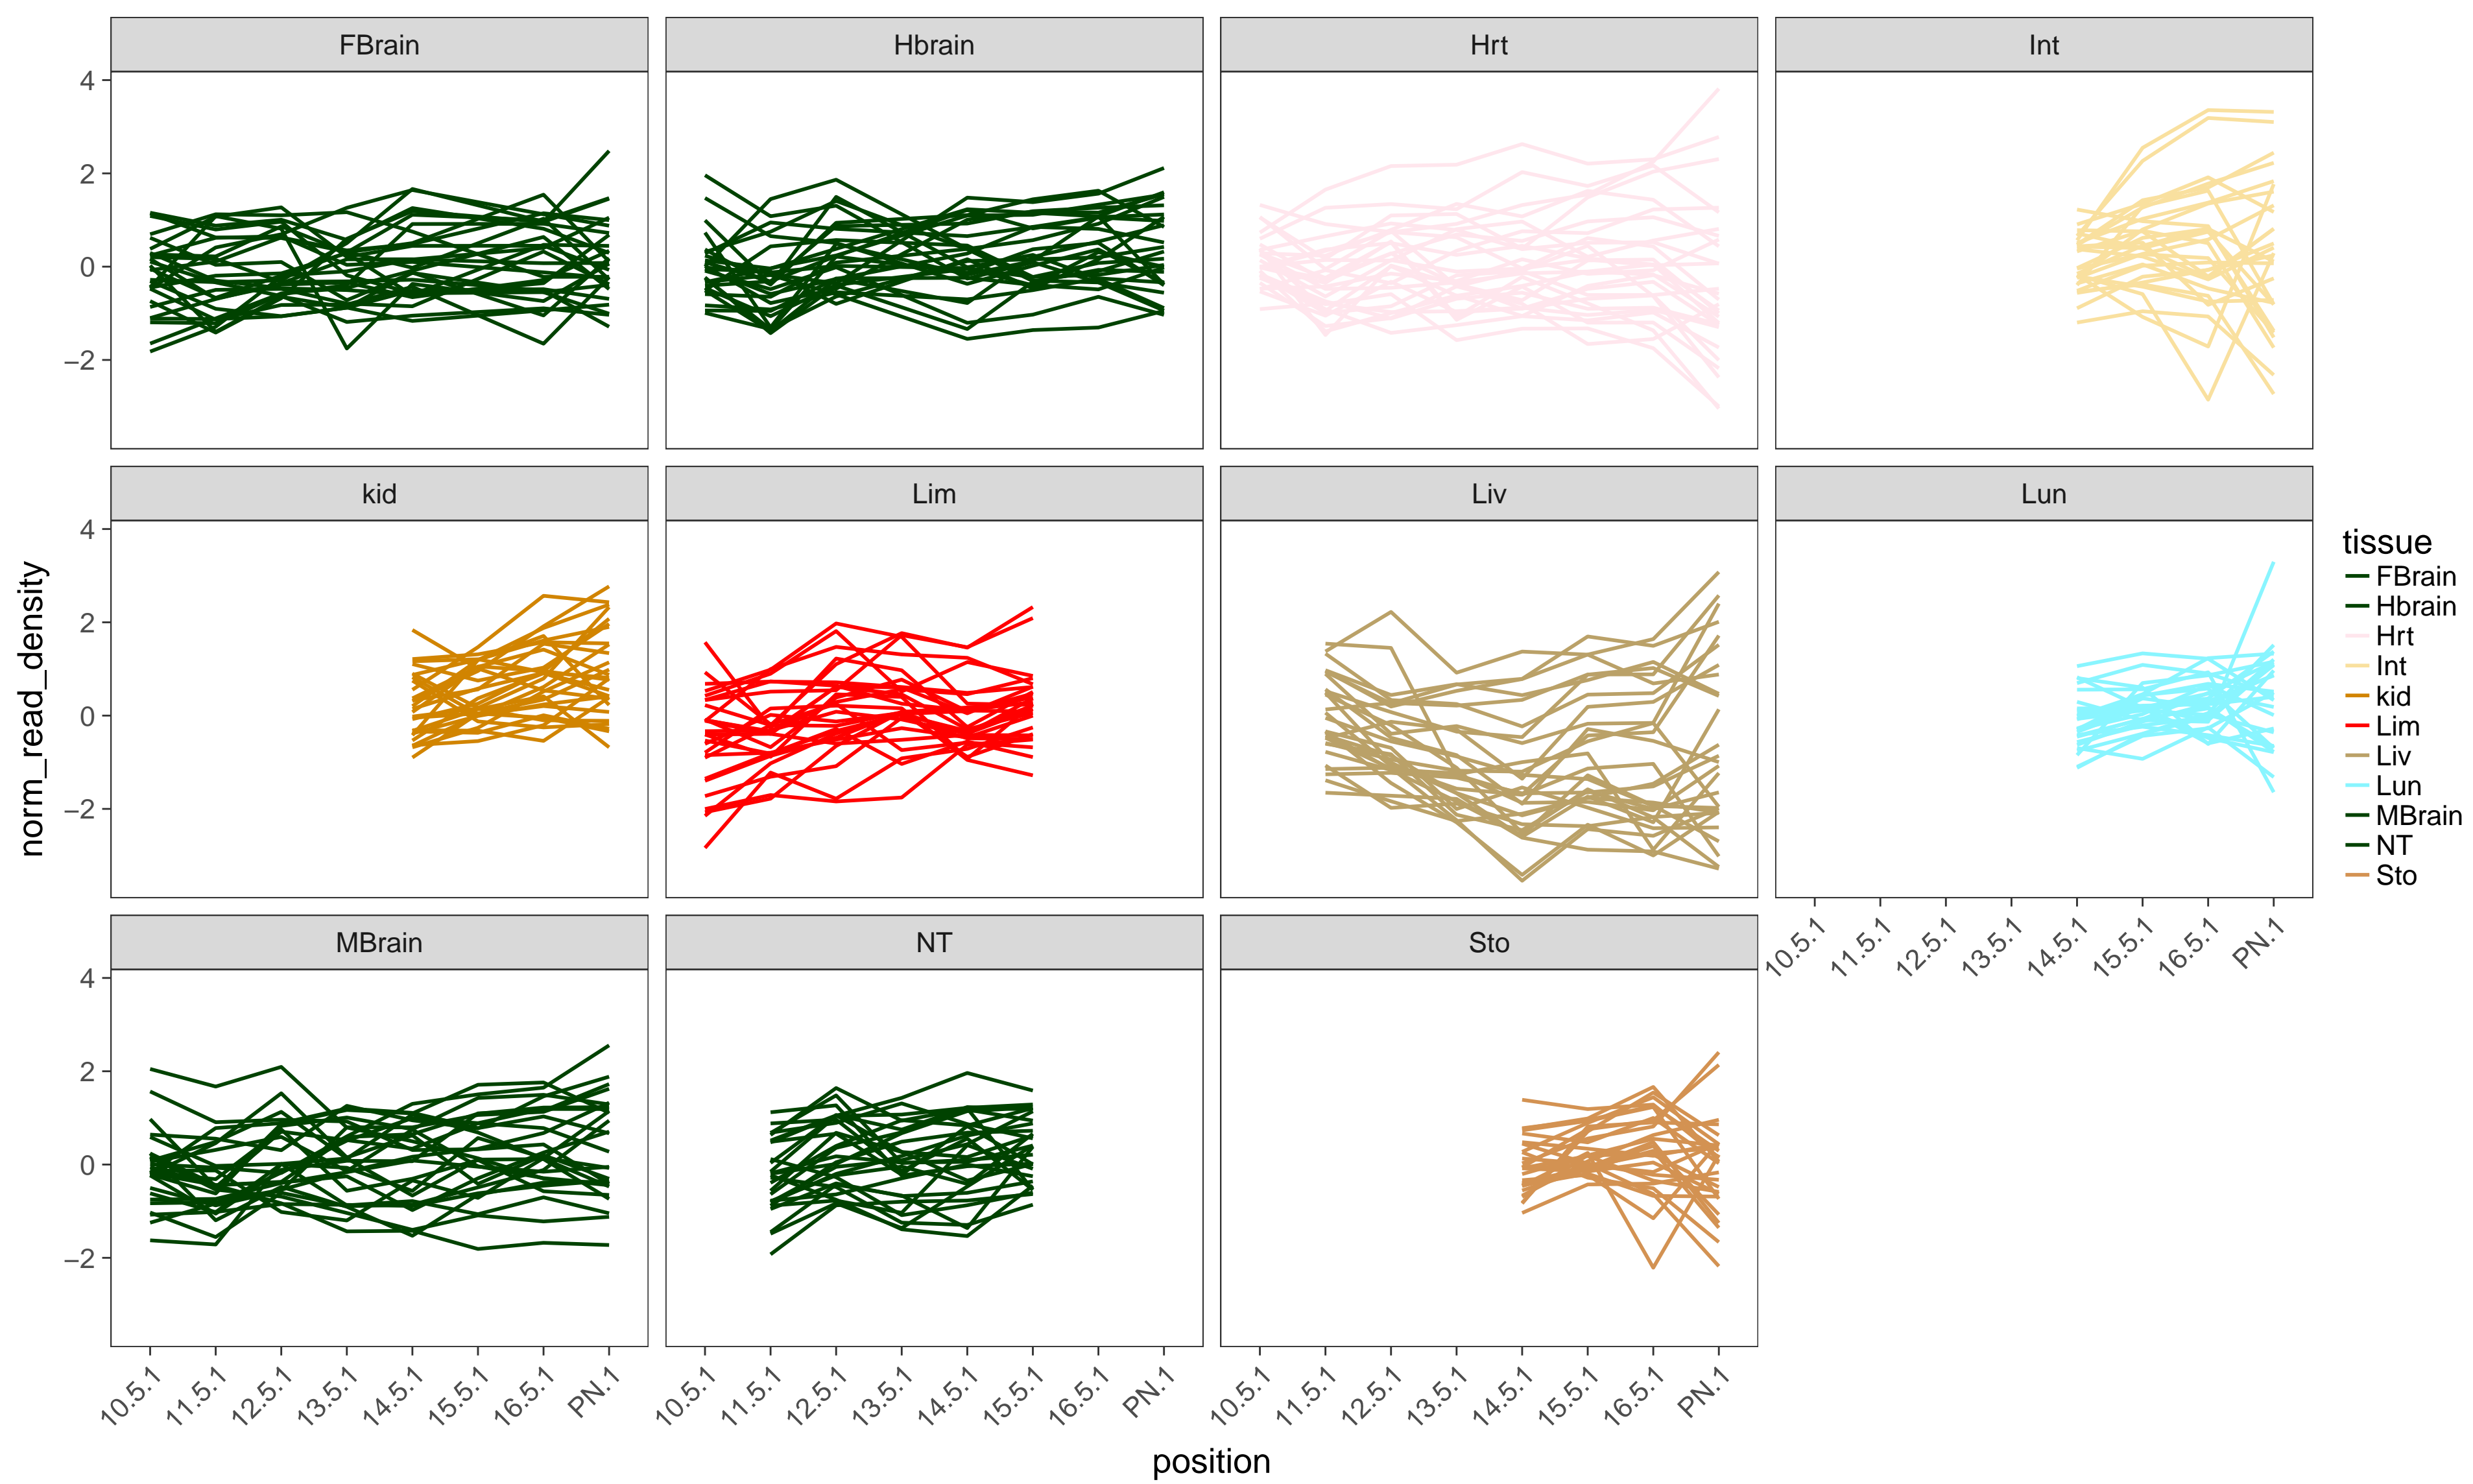 FBrain
Hbrain
Hrt
Int
4
2
0
−2
kid
Lim
Liv
Lun
4
2
0
−2
norm_read_density
tissue
FBrain
Hbrain
Hrt
Int
kid
Lim
Liv
Lun
MBrain
NT
Sto
10.5.1 11.5.1 12.5.1 13.5.1 14.5.1 15.5.1 16.5.1 PN.1
MBrain
NT
Sto
4
2
0
−2
10.5.1 11.5.1 12.5.1 13.5.1 14.5.1 15.5.1 16.5.1 PN.1
10.5.1 11.5.1 12.5.1 13.5.1 14.5.1 15.5.1 16.5.1 PN.1
10.5.1 11.5.1 12.5.1 13.5.1 14.5.1 15.5.1 16.5.1 PN.1
position